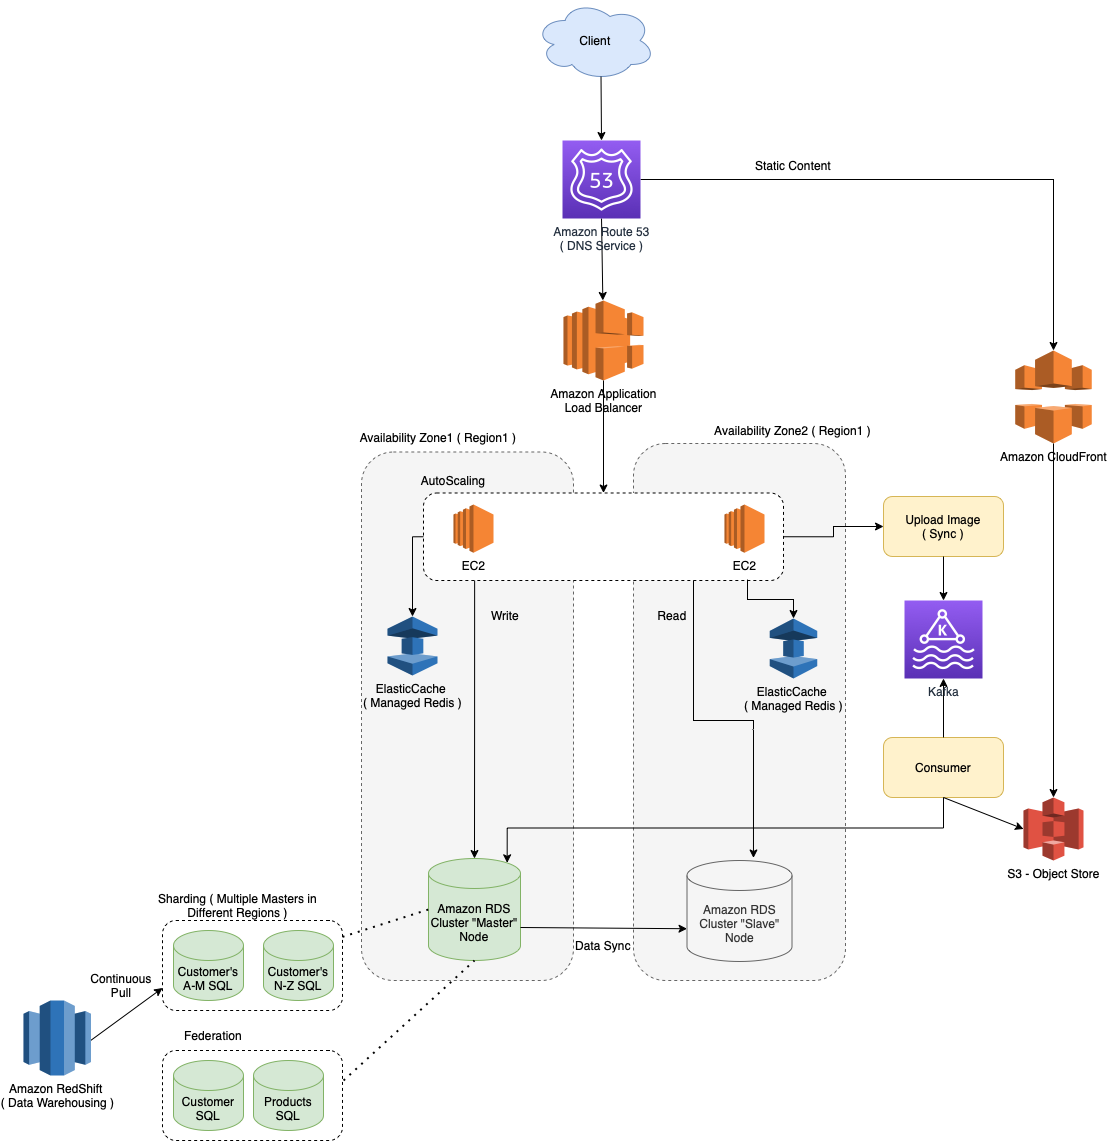 Client
53
Static Content
Amazon Route 53
( DNS Service )
Amazon Application
Load Balancer
Amazon CloudFront
Availability Zone1 ( Region1 )
Availability Zone2 ( Region1 )
AutoScaling
EC2
EC2
Upload Image
( Sync )
Write
Read
K
Kafka
ElasticCache
( Managed Redis )
ElasticCache
( Managed Redis )
Consumer
S3 - Object Store
Amazon RDS
Cluster "Master"
Node
Amazon RDS
Cluster "Slave"
Node
Data Sync
Sharding ( Multiple Masters in
Different Regions )
Customer's
A-M SQL
Customer's
N-Z SQL
Continuous
Pull
Federation
Amazon RedShift
( Data Warehousing )
Customer
SQL
Products
SQL